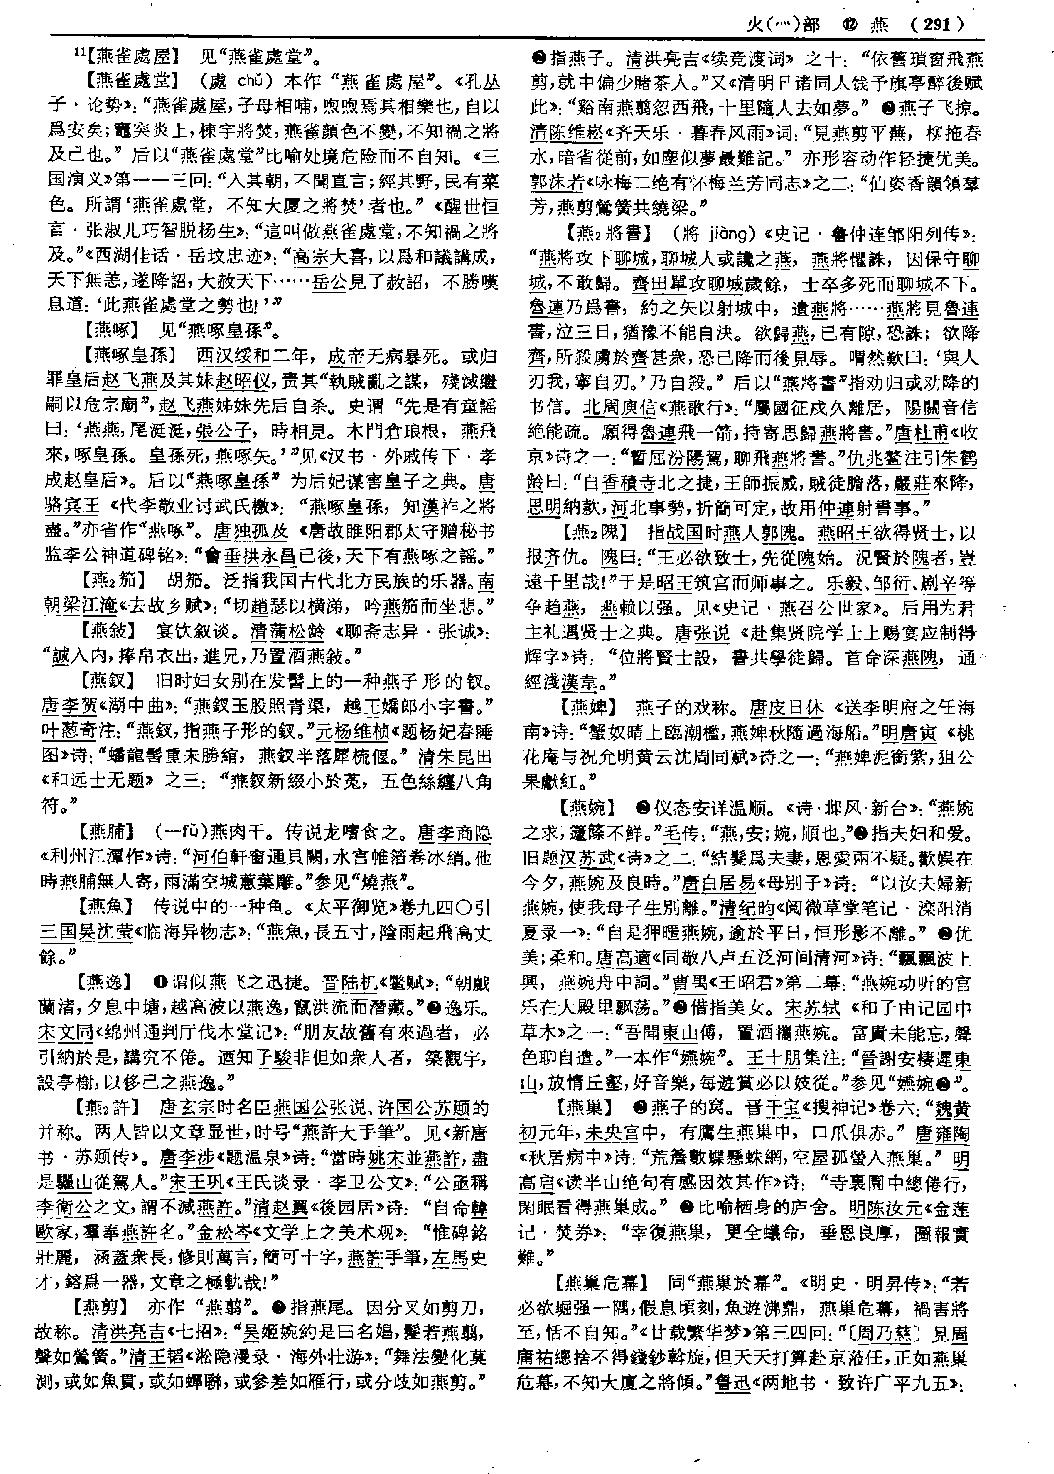 火(灬)部 ⑫ 燕 (291)
11【燕雀處屋】 见“燕雀處堂”。
【燕雀處堂】 (處 chǔ) 本作“燕雀處屋”。《孔丛
子·论势》:“燕雀處屋,子母相哺,煦煦焉其相樂也,自以
爲安矣;竈突炎上,棟宇將焚,燕雀顏色不變,不知禍之將
及己也。”后以“燕雀處堂”比喻处境危险而不自知。《三
国演义》第一一三回:“入其朝,不聞直言;經其野,民有菜
色。所謂‘燕雀處堂,不知大廈之將焚’者也。”《醒世恒
言·张淑儿巧智脱杨生》:“這叫做燕雀處堂,不知禍之將
及。”《西湖佳话·岳坟忠迹》:“高宗大喜,以爲和議講成,
天下無恙,遂降詔,大赦天下……岳公見了赦詔,不勝嘆
息道:‘此燕雀處堂之勢也!’”
【燕啄】 见“燕啄皇孫”。
【燕啄皇孫】 西汉绥和二年,成帝无病暴死。或归
罪皇后赵飞燕及其妹赵昭仪,责其“執賊亂之謀,殘滅繼
嗣以危宗廟”,赵飞燕姊妹先后自杀。史谓“先是有童謠
曰:‘燕燕,尾涎涎,張公子,時相見。木門倉琅根,燕飛
來,啄皇孫。皇孫死,燕啄矢。’”见《汉书·外戚传下·孝
成赵皇后》。后以“燕啄皇孫”为后妃谋害皇子之典。唐
骆宾王《代李敬业讨武氏檄》:“燕啄皇孫,知漢祚之將
盡。”亦省作“燕啄”。唐独孤及《唐故睢阳郡太守赠秘书
监李公神道碑铭》:“會垂拱永昌已後,天下有燕啄之謡。”
【燕2笳】 胡笳。泛指我国古代北方民族的乐器。南
朝梁江淹《去故乡赋》:“切趙瑟以横涕,吟燕笳而坐悲。”
【燕敍】 宴饮叙谈。清蒲松龄《聊斋志异·张诚》:
“誠入内,捧帛衣出,進兄,乃置酒燕敍。”
【燕釵】 旧时妇女别在发髻上的一种燕子形的钗。
唐李贺《湖中曲》:“燕釵玉股照青渠,越王嬌郎小字書。”
叶葱奇注:“燕釵,指燕子形的釵。”元杨维桢《题杨妃春睡
图》诗:“蟠龍髻重未勝綰,燕釵半落犀梳偃。”清朱昆田
《和远士无题》之三:“燕釵新綴小於菟,五色絲纏八角
符。”
【燕脯】 (—fǔ)燕肉干。传说龙嗜食之。唐李商隐
《利州江潭作》诗:“河伯軒窗通貝闕,水宫帷箔卷冰綃。他
時燕脯無人寄,雨滿空城蕙葉雕。”参见“燒燕”。
【燕魚】 传说中的一种鱼。《太平御览》卷九四〇引
三国吴沈莹《临海异物志》:“燕魚,長五寸,陰雨起飛高丈
餘。”
【燕逸】 ❶谓似燕飞之迅捷。晋陆机《鳖赋》:“朝戲
蘭渚,夕息中塘,越高波以燕逸,竄洪流而潛藏。”❷逸乐。
宋文同《绵州通判厅伐木堂记》:“朋友故舊有來過者,必
引納於是,講究不倦。迺知子駿非但如衆人者,築觀宇,
設亭榭,以侈己之燕逸。”
【燕2許】 唐玄宗时名臣燕国公张说、许国公苏颋的
并称。两人皆以文章显世,时号“燕許大手筆”。见《新唐
书·苏颋传》。唐李涉《题温泉》诗:“當時姚宋並燕許,盡
是驪山從駕人。”宋王巩《王氏谈录·李卫公文》:“公亟稱
李衛公之文,謂不減燕許。”清赵翼《後园居》诗:“自命韓
歐家,羣奉燕許名。”金松岑《文学上之美术观》:“惟碑銘
壯麗,涵蓋衆長,修則萬言,簡可十字,燕許手筆,左馬史
才,鎔爲一器,文章之極軌哉!”
【燕剪】 亦作“燕翦”。❶指燕尾。因分叉如剪刀,
故称。清洪亮吉《七招》:“吴姬婉約是曰名娼,髮若燕翦,
聲如鶯簧。”清王韬《淞隐漫录·海外壮游》:“舞法變化莫
測,或如魚貫,或如蟬聯,或參差如雁行,或分歧如燕剪。”
❷指燕子。清洪亮吉《续竞渡词》之十:“依舊瑣窗飛燕
剪,就中偏少賭茶人。”又《清明日诸同人饯予旗亭醉後赋
此》:“谿南燕翦忽西飛,十里隨人去如夢。”❸燕子飞掠。
清陈维崧《齐天乐·暮春风雨》词:“見燕剪平蕪,桴拖春
水,暗省從前,如塵似夢最難記。”亦形容动作轻捷优美。
郭沫若《咏梅二绝有怀梅兰芳同志》之二:“仙姿香韻領羣
芳,燕剪鶯簧共繞梁。”
【燕2將書】 (將 jiàng)《史记·鲁仲连邹阳列传》:
“燕將攻下聊城,聊城人或讒之燕,燕將懼誅,因保守聊
城,不敢歸。齊田單攻聊城歲餘,士卒多死而聊城不下。
魯連乃爲書,約之矢以射城中,遺燕將……燕將見魯連
書,泣三日,猶豫不能自決。欲歸燕,已有隙,恐誅;欲降
齊,所殺虜於齊甚衆,恐已降而後見辱。喟然歎曰:‘與人
刃我,寧自刃。’乃自殺。”后以“燕將書”指劝归或劝降的
书信。北周庾信《燕歌行》:“屬國征戍久離居,陽關音信
絶能疏。願得魯連飛一箭,持寄思歸燕將書。”唐杜甫《收
京》诗之一:“暫屈汾陽駕,聊飛燕將書。”仇兆鳌注引朱鹤
龄曰:“自香積寺北之捷,王師振威,賊徒膽落,嚴莊來降,
思明納款,河北事勢,折簡可定,故用仲連射書事。”
【燕2隗】 指战国时燕人郭隗。燕昭王欲得贤士,以
报齐仇。隗曰:“王必欲致士,先從隗始。況賢於隗者,豈
遠千里哉!”于是昭王筑宫而师事之。乐毅、邹衍、剧辛等
争趋燕,燕赖以强。见《史记·燕召公世家》。后用为君
主礼遇贤士之典。唐张说《赴集贤院学士上赐宴应制得
辉字》诗:“位將賢士設,書共學徒歸。首命深燕隗,通
經淺漢韋。”
【燕婢】 燕子的戏称。唐皮日休《送李明府之任海
南》诗:“蟹奴晴上臨潮檻,燕婢秋隨過海船。”明唐寅《桃
花庵与祝允明黄云沈周同赋》诗之一:“燕婢泥銜紫,狙公
果獻紅。”
【燕婉】 ❶仪态安详温顺。《诗·邶风·新台》:“燕婉
之求,籧篨不鮮。”毛传:“燕,安;婉,順也。”❷指夫妇和爱。
旧题汉苏武《诗》之二:“結髮爲夫妻,恩愛兩不疑。歡娱在
今夕,燕婉及良時。”唐白居易《母别子》诗:“以汝夫婦新
燕婉,使我母子生别離。”清纪昀《阅微草堂笔记·滦阳消
夏录一》:“自是狎暱燕婉,逾於平日,恒形影不離。”❸优
美;柔和。唐高適《同敬八卢五泛河间清河》诗:“飄飄波上
興,燕婉舟中詞。”曹禺《王昭君》第二幕:“燕婉动听的宫
乐在大殿里飘荡。”❹借指美女。宋苏轼《和子由记园中
草木》之一:“吾聞東山傅,置酒攜燕婉。富貴未能忘,聲
色聊自遣。”一本作“嬿婉”。王十朋集注:“晉謝安棲遲東
山,放情丘壑,好音樂,每遊賞必以妓從。”参见“嬿婉❷”。
【燕巢】 ❶燕子的窝。晋干宝《搜神记》卷六:“魏黄
初元年,未央宫中,有鷹生燕巢中,口爪俱赤。”唐雍陶
《秋居病中》诗:“荒簷數蝶懸蛛網,空屋孤螢入燕巢。”明
高启《读半山绝句有感因效其作》诗:“寺裏園中總倦行,
閑眠看得燕巢成。”❷比喻栖身的庐舍。明陈汝元《金莲
记·焚券》:“幸復燕巢,更全蟻命,垂恩良厚,圖報實
難。”
【燕巢危幕】 同“燕巢於幕”。《明史·明昇传》:“若
必欲堀强一隅,假息頃刻,魚遊沸鼎,燕巢危幕,禍害將
至,恬不自知。”《廿载繁华梦》第三四回:“〔周乃慈〕見周
庸祐總捨不得錢鈔斡旋,但天天打算赴京涖任,正如燕巢
危幕,不知大廈之將傾。”鲁迅《两地书·致许广平九五》: